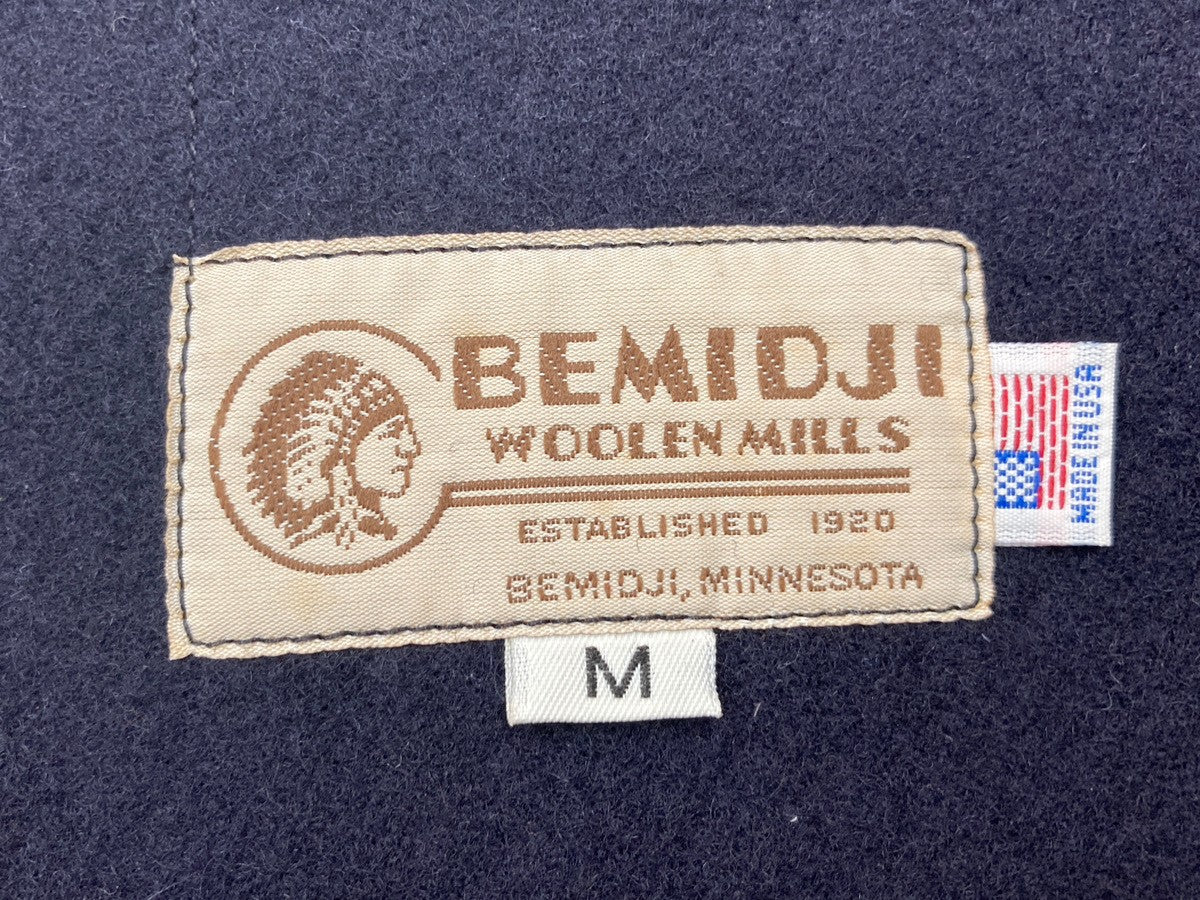 BEMIDJI
WOOLEN MILLS
ESTABLISHED 1920
BEMIDJI, MINNESOTA
MADE IN USA
M